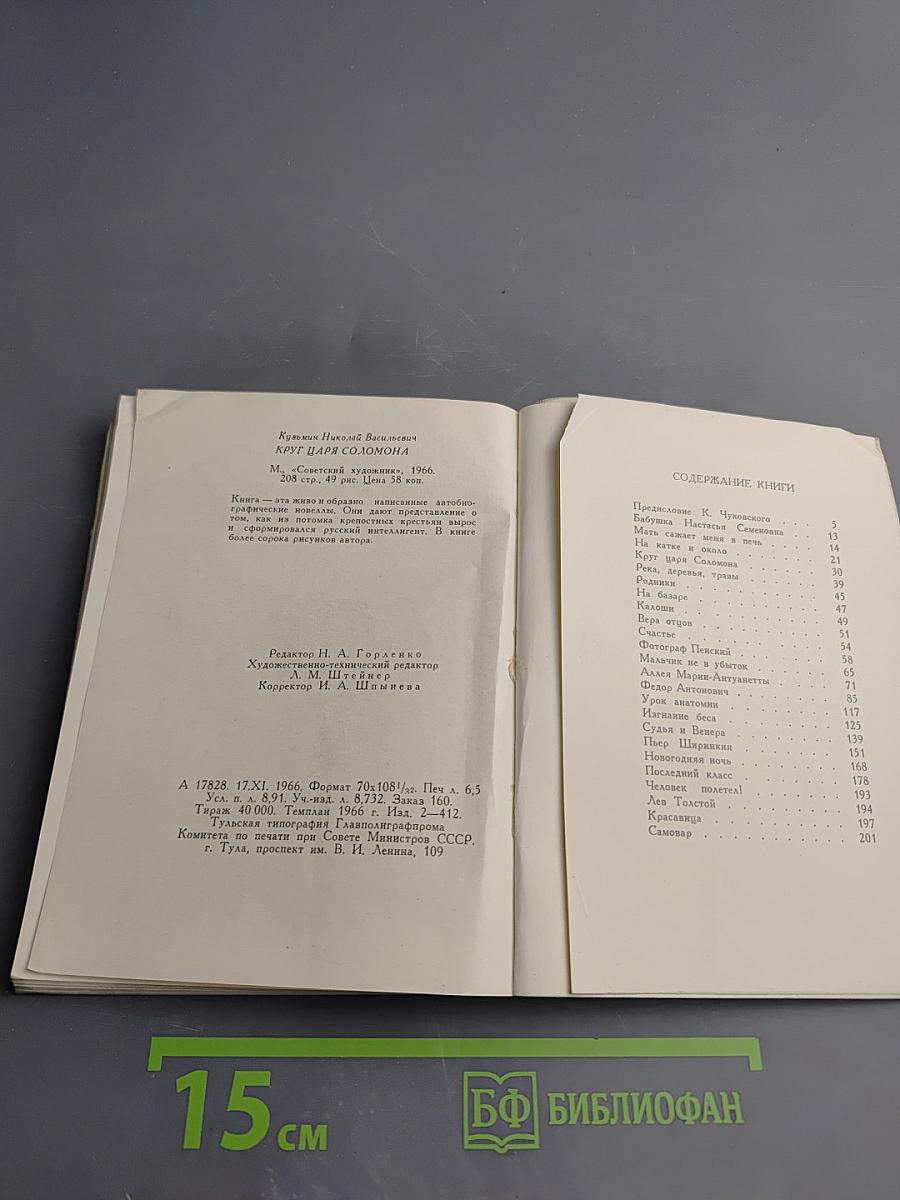 Кузьмин Николай Васильевич
КРУГ ЦАРЯ СОЛОМОНА
М., «Советский художник», 1966.
208 стр., 49 рис. Цена 58 коп.
Книга — эта живо и образно написанные автобио-
графические новеллы. Они дают представление о
том, как из потомка крепостных крестьян вырос
и сформировался русский интеллигент. В книге
более сорока рисунков автора.
Редактор Н. А. Горленко
Художественно-технический редактор
Л. М. Штейнер
Корректор И. А. Шпынева
А 17828. 17.XI. 1966. Формат 70х108 1/32. Печ л. 6,5
Усл. п. л. 8,91. Уч.-изд. л. 8,732. Заказ 160.
Тираж 40 000. Темплан 1966 г. Изд. 2—412.
Тульская типография Главполиграфпрома
Комитета по печати при Совете Министров СССР.
г. Тула, проспект им. В. И. Ленина, 109
СОДЕРЖАНИЕ КНИГИ
Предисловие К. Чуковского . . . 5
Бабушка Настасья Семеновна . . 13
Мать сажает меня в печь . . . . 14
На катке и около . . . . . . . 21
Круг царя Соломона . . . . . . 30
Река, деревья, травы . . . . . . 39
Родники . . . . . . . . . . 45
На базаре . . . . . . . . . . 47
Калоши . . . . . . . . . . 49
Вера отцов . . . . . . . . . 51
Счастье . . . . . . . . . . 54
Фотограф Пенский . . . . . . . 58
Мальчик не в убыток . . . . . . 65
Аллея Марии-Антуанетты . . . . . 71
Федор Антонович . . . . . . . 85
Урок анатомии . . . . . . . . 117
Изгнание беса . . . . . . . . 125
Судья и Венера . . . . . . . . 139
Пьер Ширинкин . . . . . . . . 151
Новогодняя ночь . . . . . . . . 168
Последний класс . . . . . . . . 178
Человек полетел! . . . . . . . 193
Лев Толстой . . . . . . . . . 194
Красавица . . . . . . . . . . 197
Самовар . . . . . . . . . . 201
15 см
БФ БИБЛИОФАН